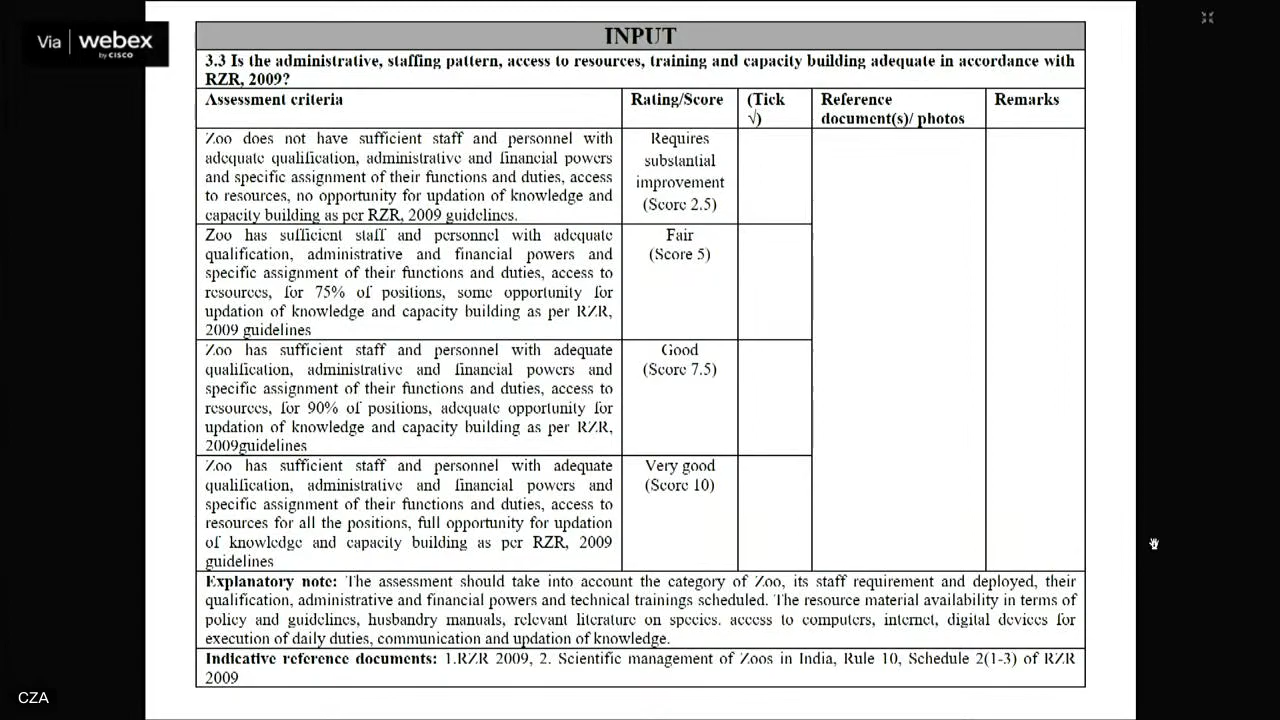 Via webex
by CISCO
INPUT
3.3 Is the administrative, staffing pattern, access to resources, training and capacity building adequate in accordance with
RZR, 2009?
Assessment criteria
Rating/Score
(Tick
√)
Reference
document(s)/ photos
Remarks
Zoo does not have sufficient staff and personnel with
adequate qualification, administrative and financial powers
and specific assignment of their functions and duties, access
to resources, no opportunity for updation of knowledge and
capacity building as per RZR, 2009 guidelines.
Requires
substantial
improvement
(Score 2.5)
Zoo has sufficient staff and personnel with adequate
qualification, administrative and financial powers and
specific assignment of their functions and duties, access to
resources, for 75% of positions, some opportunity for
updation of knowledge and capacity building as per RZR,
2009 guidelines
Fair
(Score 5)
Zoo has sufficient staff and personnel with adequate
qualification, administrative and financial powers and
specific assignment of their functions and duties, access to
resources, for 90% of positions, adequate opportunity for
updation of knowledge and capacity building as per RZR,
2009guidelines
Good
(Score 7.5)
Zoo has sufficient staff and personnel with adequate
qualification, administrative and financial powers and
specific assignment of their functions and duties, access to
resources for all the positions, full opportunity for updation
of knowledge and capacity building as per RZR, 2009
guidelines
Very good
(Score 10)
Explanatory note: The assessment should take into account the category of Zoo, its staff requirement and deployed, their
qualification, administrative and financial powers and technical trainings scheduled. The resource material availability in terms of
policy and guidelines, husbandry manuals, relevant literature on species. access to computers, internet, digital devices for
execution of daily duties, communication and updation of knowledge.
Indicative reference documents: 1.RZR 2009, 2. Scientific management of Zoos in India, Rule 10, Schedule 2(1-3) of RZR
2009
CZA